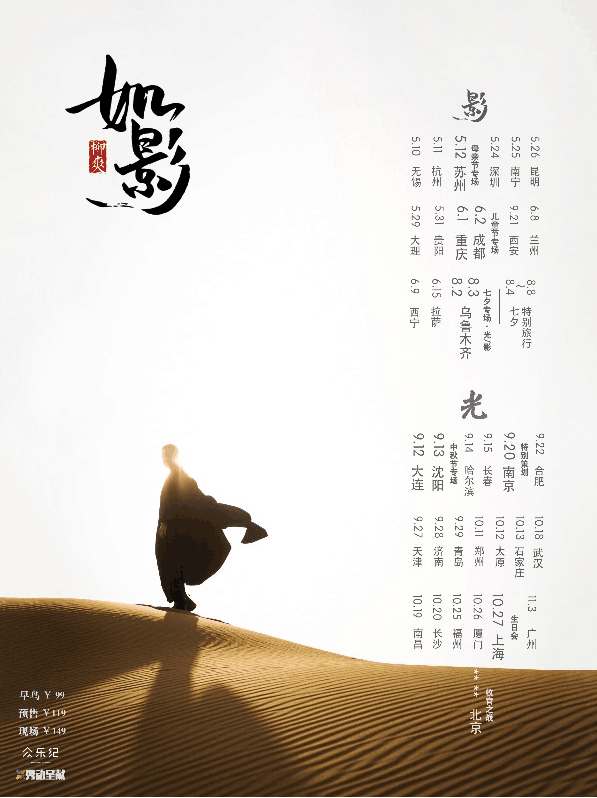 如影
柳爽
影
5.10 无锡
5.11 杭州
5.12 苏州
母亲节专场
5.24 深圳
5.25 南宁
5.26 昆明
5.29 大理
5.31 贵阳
6.1 重庆
6.2 成都
儿童节专场
9.21 西安
6.8 兰州
6.9 西宁
6.15 拉萨
8.2
8.3 乌鲁木齐
七夕专场·光/影
8.4 七夕
~
8.8 特别旅行
光
9.12 大连
9.13 沈阳
中秋节专场
9.14 哈尔滨
9.15 长春
9.20 南京
特别策划
9.22 合肥
9.27 天津
9.28 济南
9.29 青岛
10.11 郑州
10.12 太原
10.13 石家庄
10.18 武汉
10.19 南昌
10.20 长沙
10.25 福州
10.26 厦门
10.27 上海
生日会
11.3 广州
**.** 北京
收官之战
早鸟 ¥ 99
预售 ¥119
现场 ¥149
众乐纪
秀动呈献